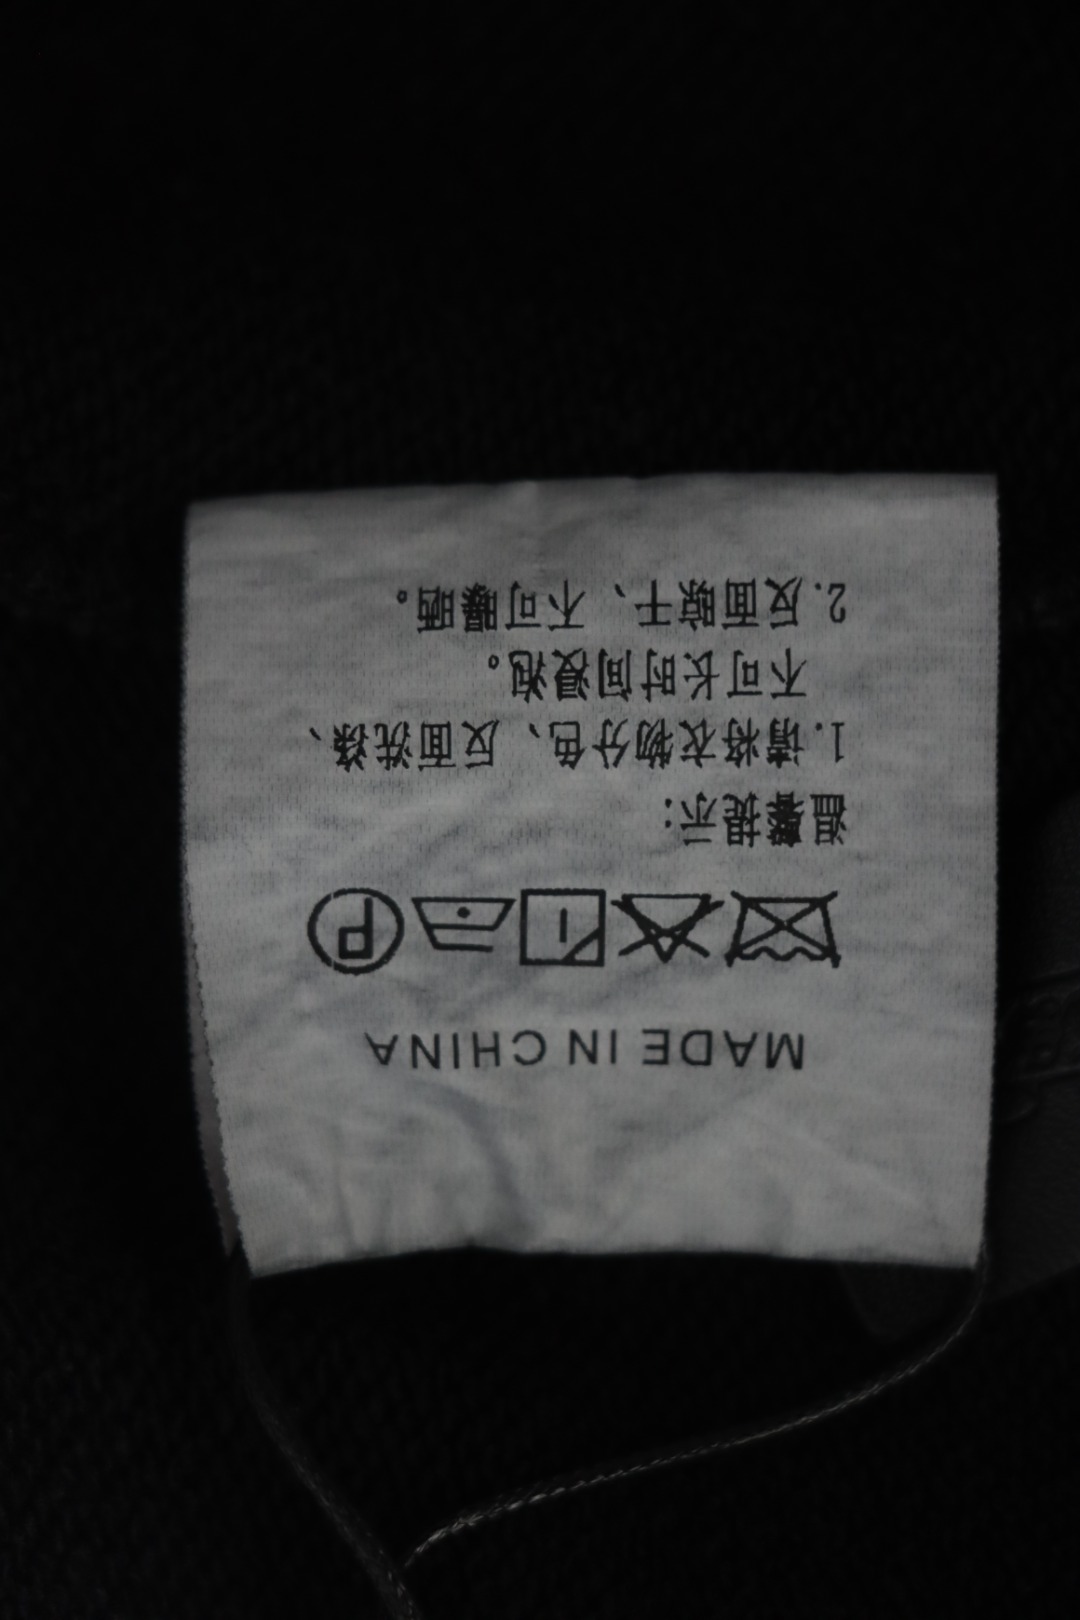 MADE IN CHINA
P
温馨提示:
1.请将衣物分色、反面洗涤、
不可长时间浸泡。
2.反面晾干、不可曝晒。